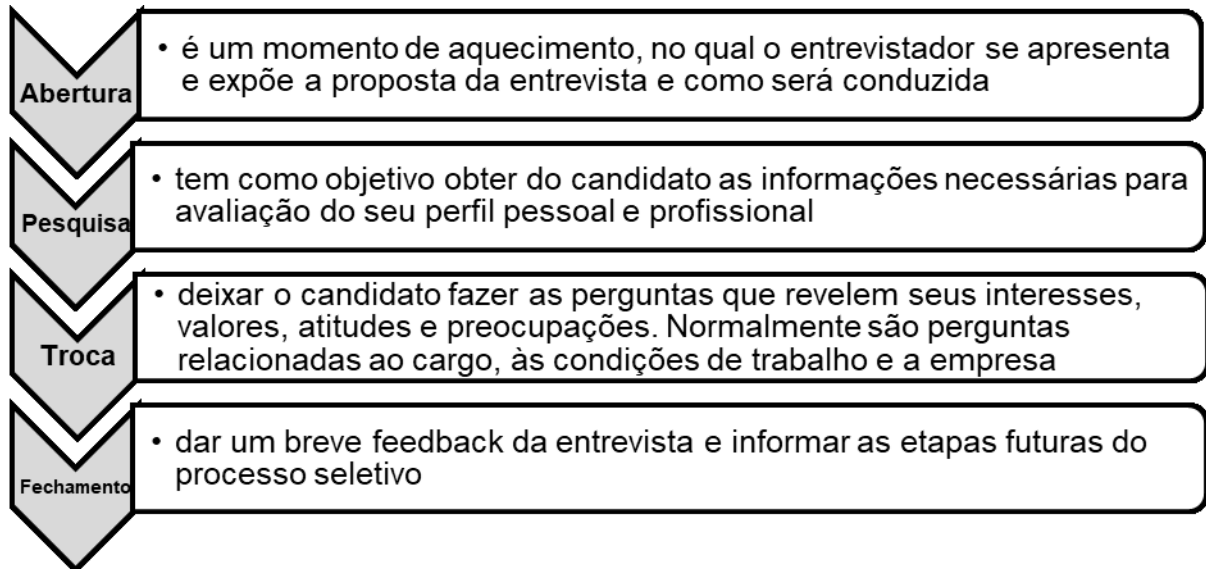 Abertura
• é um momento de aquecimento, no qual o entrevistador se apresenta
e expõe a proposta da entrevista e como será conduzida
Pesquisa
• tem como objetivo obter do candidato as informações necessárias para
avaliação do seu perfil pessoal e profissional
Troca
• deixar o candidato fazer as perguntas que revelem seus interesses,
valores, atitudes e preocupações. Normalmente são perguntas
relacionadas ao cargo, às condições de trabalho e a empresa
Fechamento
• dar um breve feedback da entrevista e informar as etapas futuras do
processo seletivo